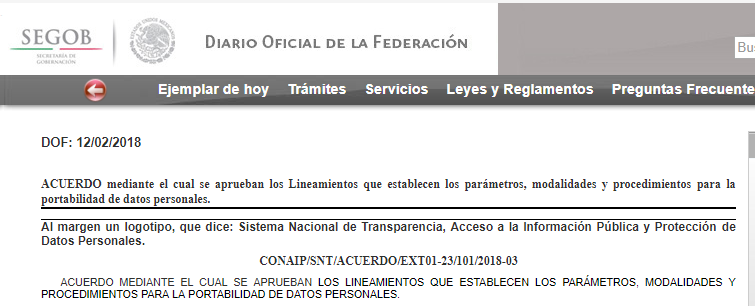 SEGOB
SECRETARÍA DE
GOBERNACIÓN
DIARIO OFICIAL DE LA FEDERACIÓN
Bu
Ejemplar de hoy Trámites Servicios Leyes y Reglamentos Preguntas Frecuente
DOF: 12/02/2018
ACUERDO mediante el cual se aprueban los Lineamientos que establecen los parámetros, modalidades y procedimientos para la
portabilidad de datos personales.
Al margen un logotipo, que dice: Sistema Nacional de Transparencia, Acceso a la Información Pública y Protección de
Datos Personales.
CONAIP/SNT/ACUERDO/EXT01-23/101/2018-03
ACUERDO MEDIANTE EL CUAL SE APRUEBAN LOS LINEAMIENTOS QUE ESTABLECEN LOS PARÁMETROS, MODALIDADES Y
PROCEDIMIENTOS PARA LA PORTABILIDAD DE DATOS PERSONALES.